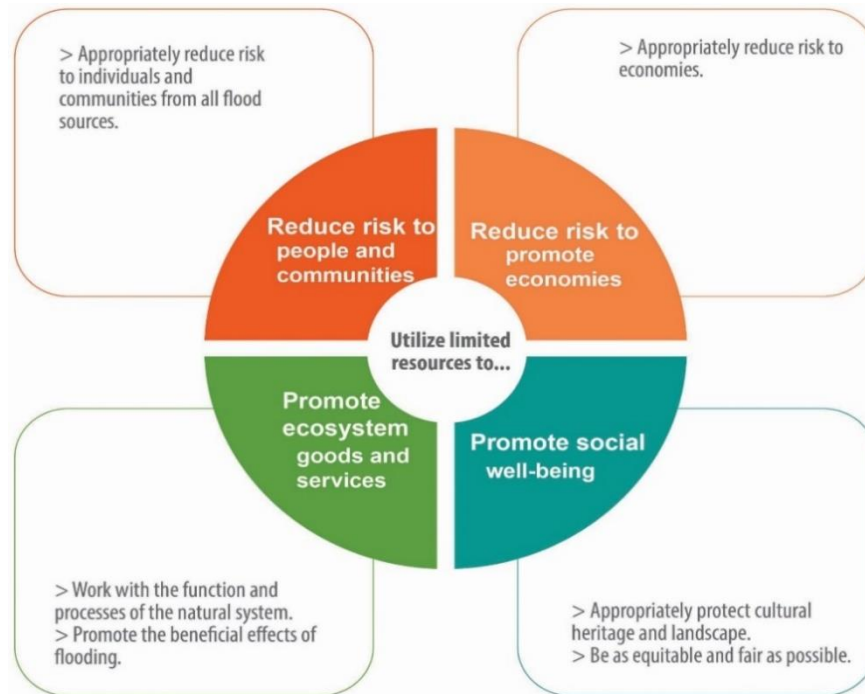 > Appropriately reduce risk
to individuals and
communities from all flood
sources.
> Appropriately reduce risk to
economies.
Reduce risk to
people and
communities
Reduce risk to
promote
economies
Utilize limited
resources to...
Promote
ecosystem
goods and
services
Promote social
well-being
> Work with the function and
processes of the natural system.
> Promote the beneficial effects of
flooding.
> Appropriately protect cultural
heritage and landscape.
> Be as equitable and fair as possible.